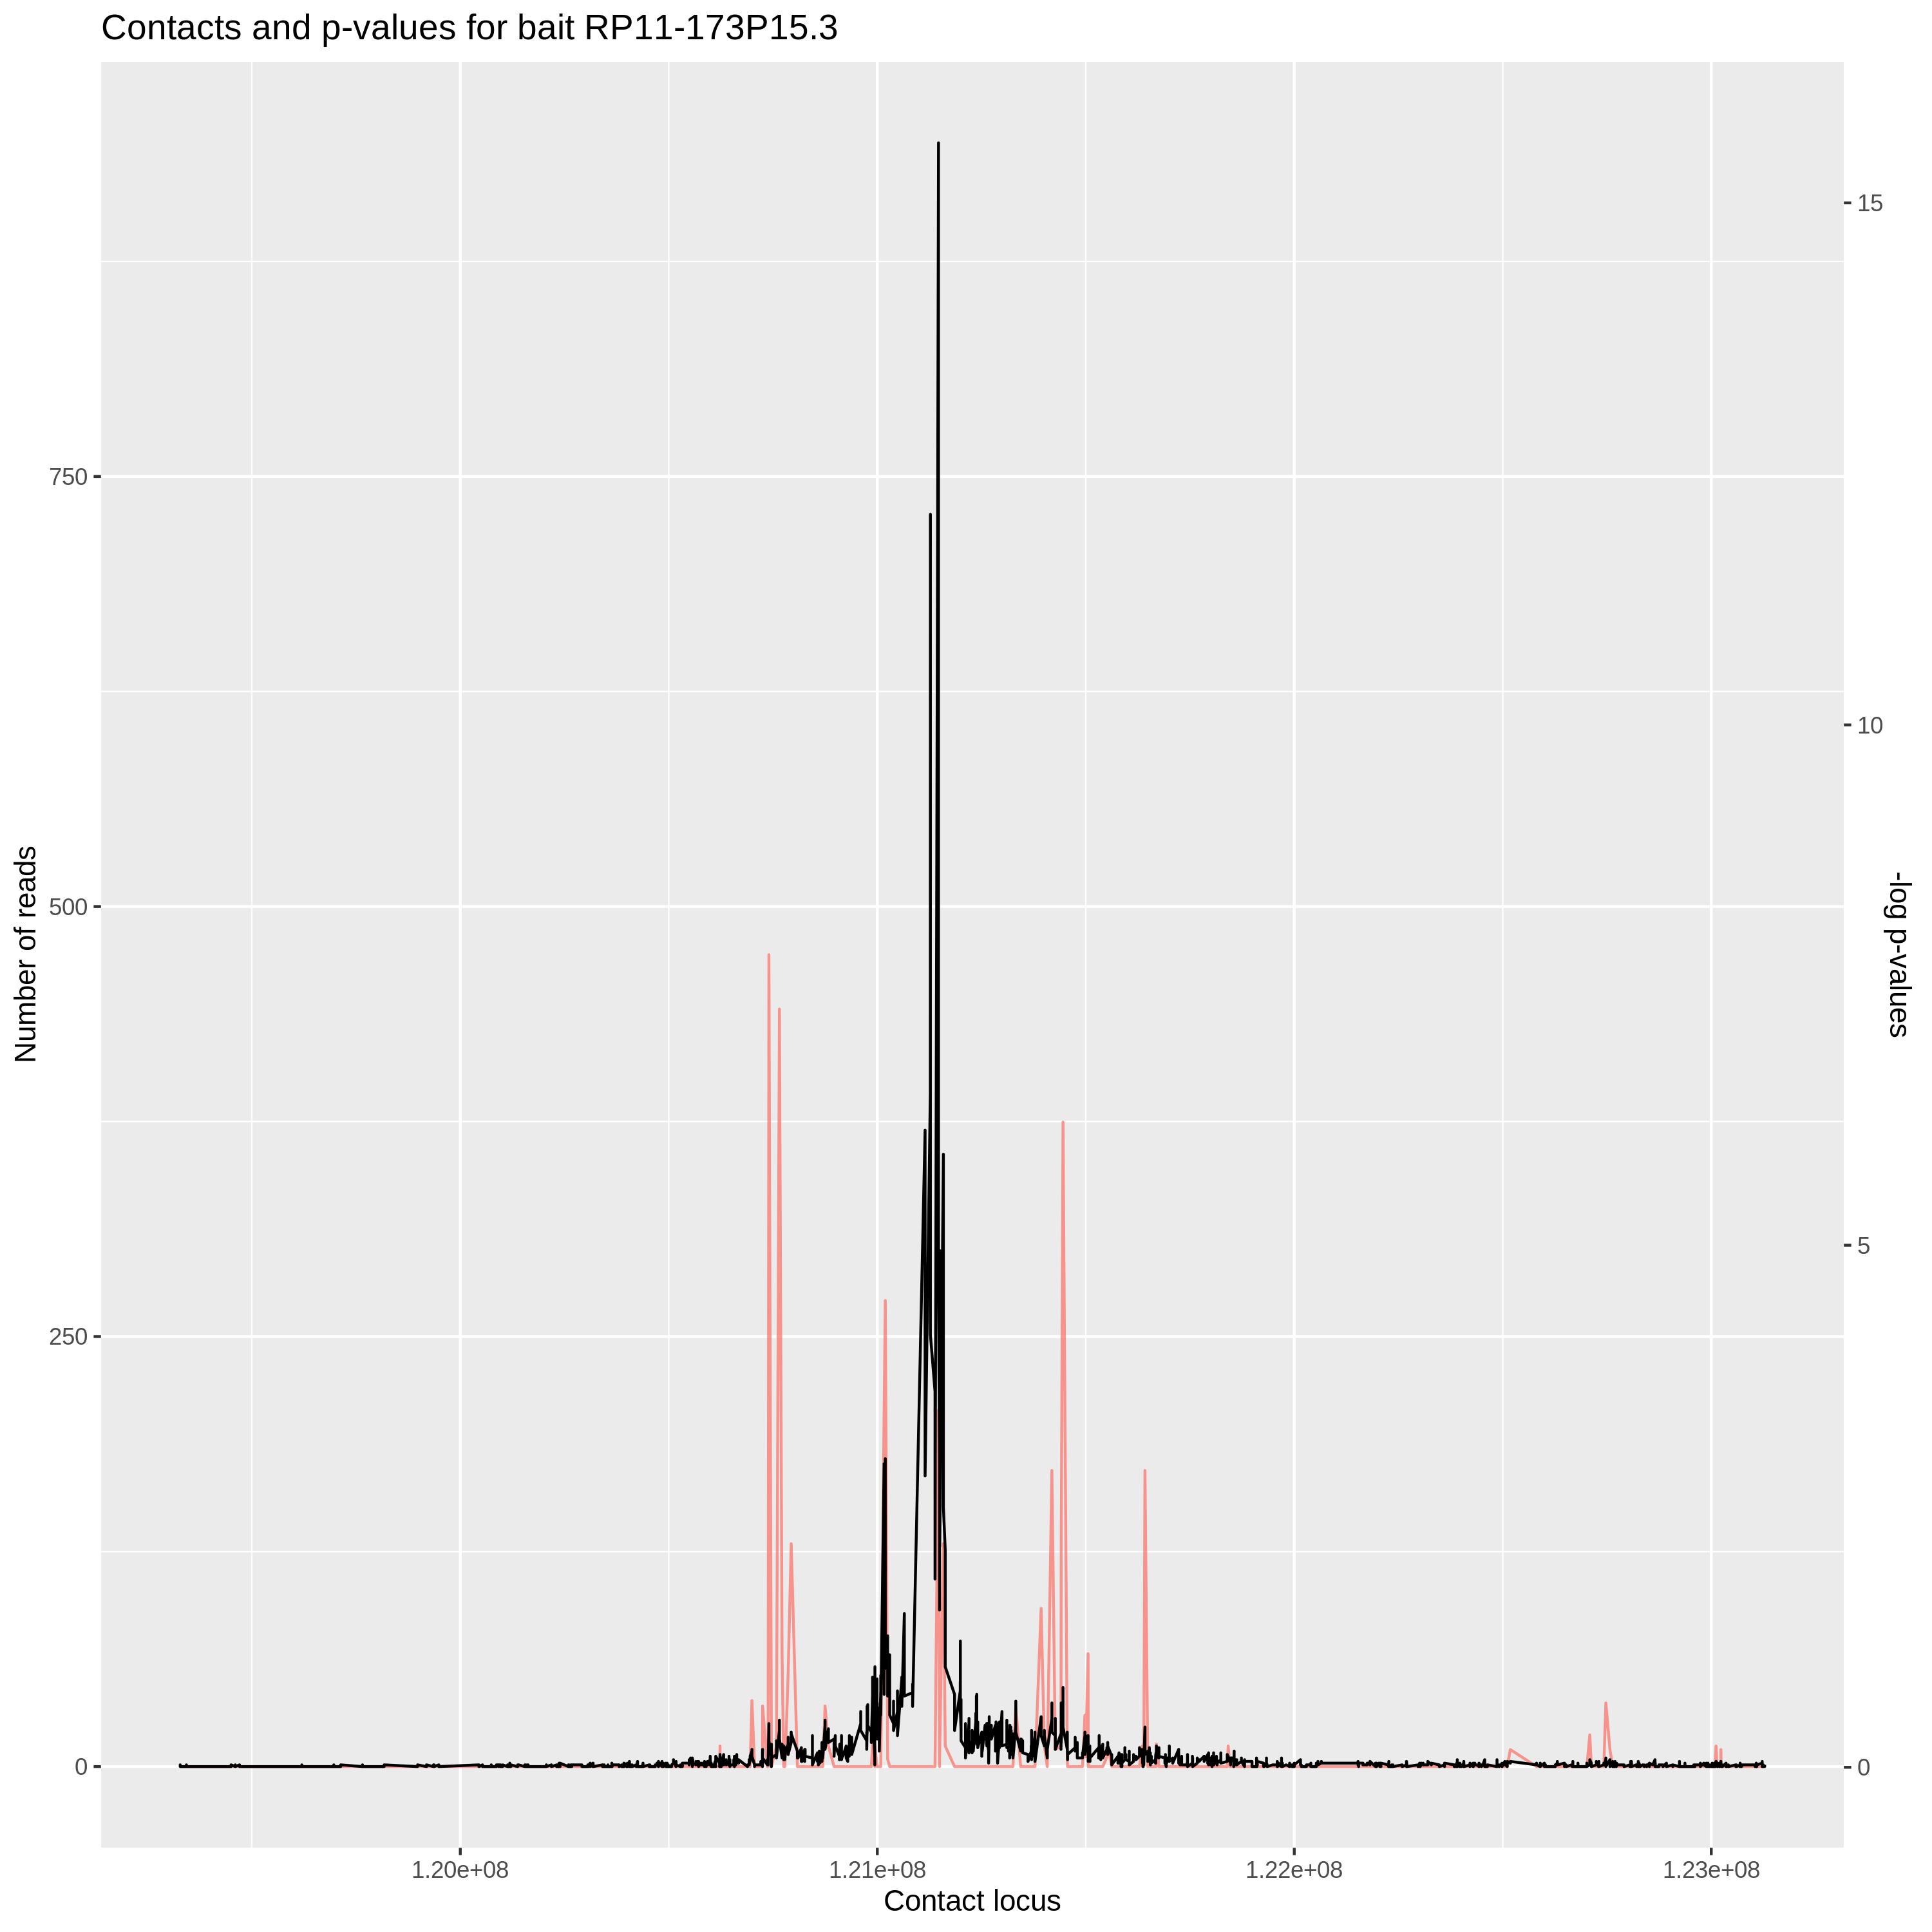 Contacts and p-values for bait RP11-173P15.3
15
750
10
Number of reads
500
-log p-values
5
250
0
0
1.20e+08
1.21e+08
1.22e+08
1.23e+08
Contact locus